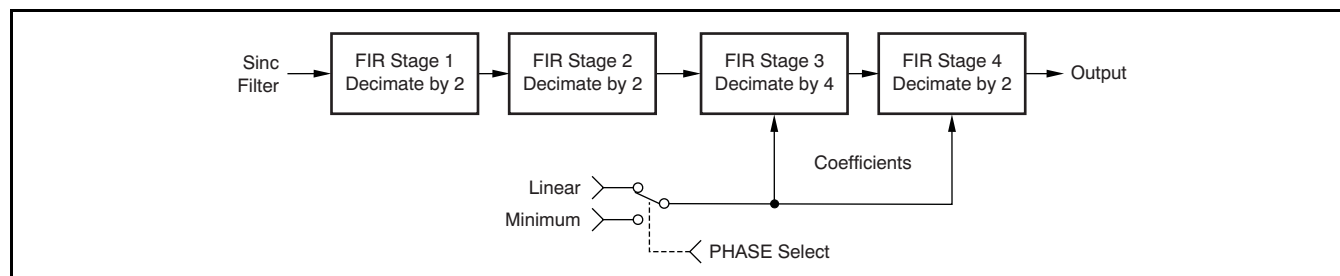 Sinc
Filter
FIR Stage 1
Decimate by 2
FIR Stage 2
Decimate by 2
FIR Stage 3
Decimate by 4
FIR Stage 4
Decimate by 2
Output
Coefficients
Linear
Minimum
PHASE Select